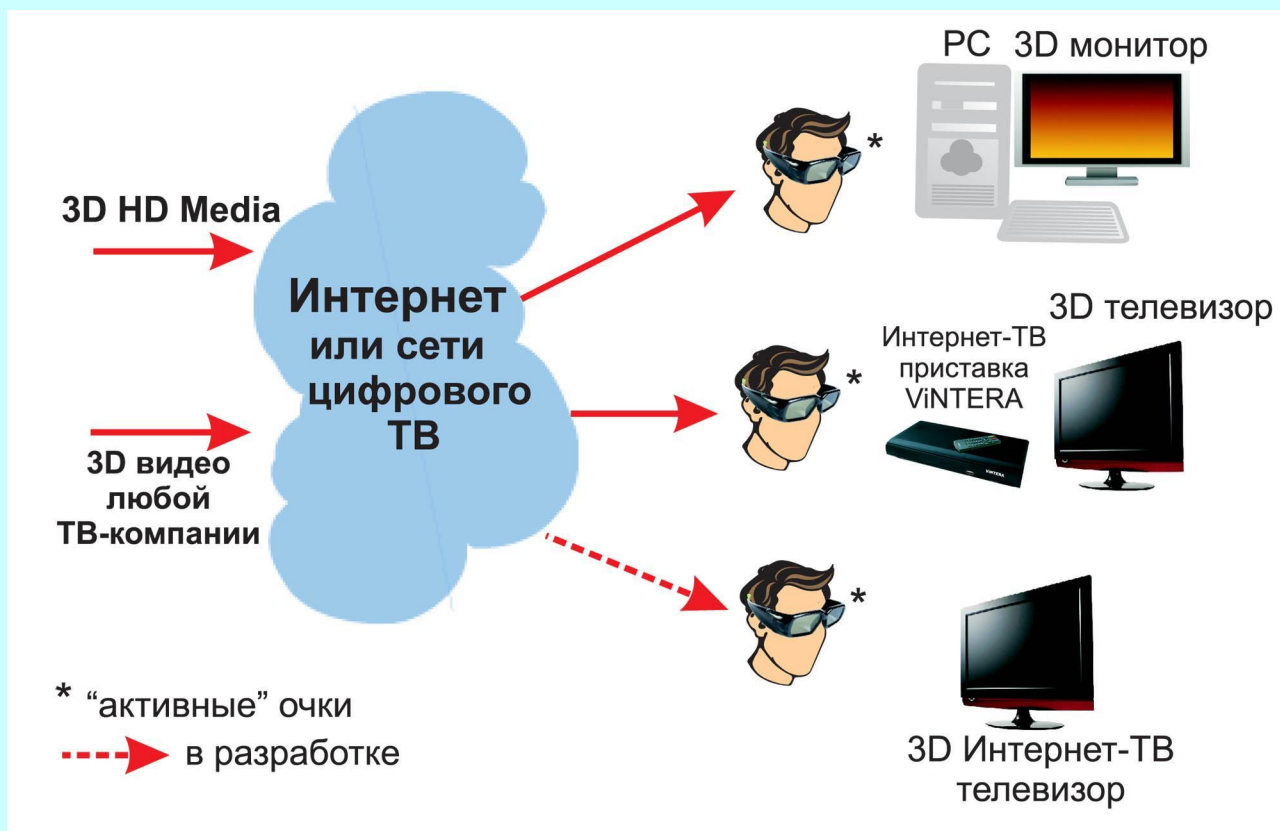 PC 3D монитор
*
3D HD Media
Интернет
или сети
цифрового
ТВ
3D телевизор
Интернет-ТВ
приставка
ViNTERA
*
ViNTERA
3D видео
любой
ТВ-компании
*
* “активные” очки
в разработке
3D Интернет-ТВ
телевизор